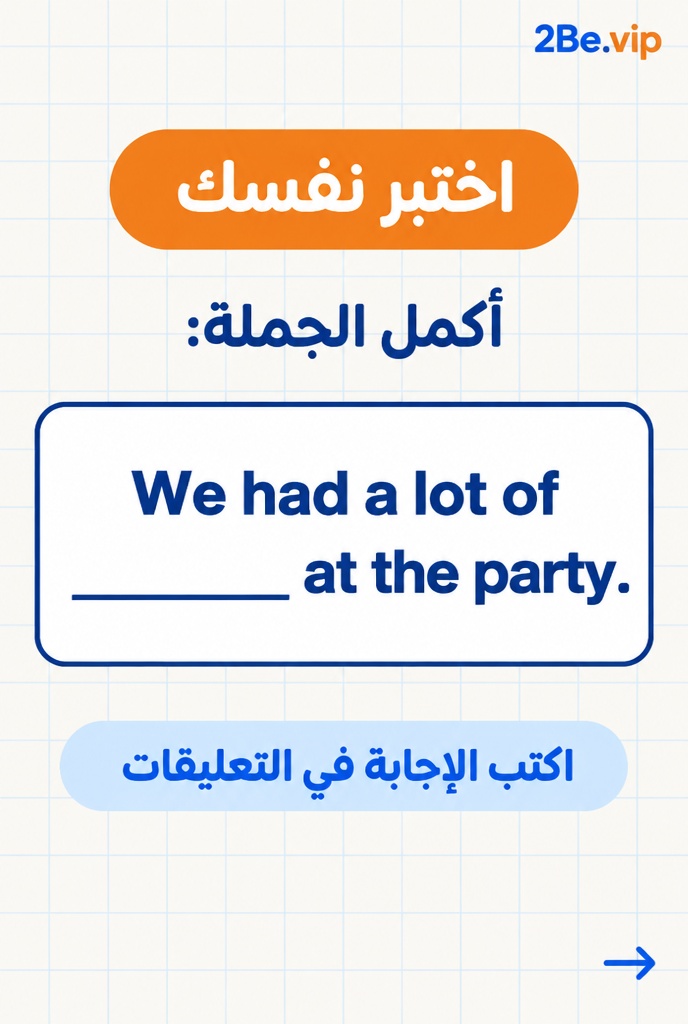 2Be.vip
اختبر نفسك
أكمل الجملة:
We had a lot of
________ at the party.
اكتب الإجابة في التعليقات